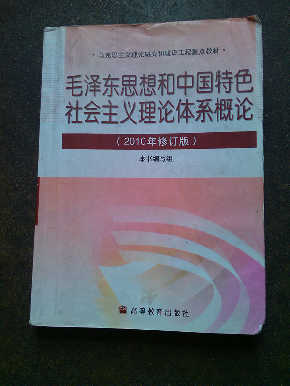 马克思主义理论研究和建设工程重点教材
毛泽东思想和中国特色
社会主义理论体系概论
（2010年修订版）
本书编写组
高等教育出版社